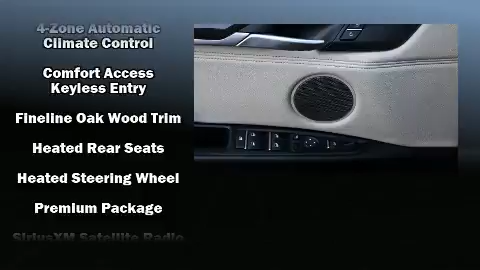 4-Zone Automatic
Climate Control
Comfort Access
Keyless Entry
Fineline Oak Wood Trim
Heated Rear Seats
Heated Steering Wheel
Premium Package
SiriusXM Satellite Radio